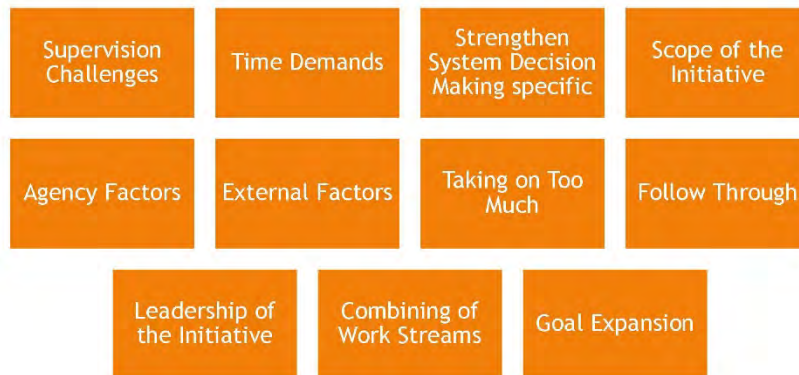 Supervision
Challenges
Time Demands
Strengthen
System Decision
Making specific
Scope of the
Initiative
Agency Factors
External Factors
Taking on Too
Much
Follow Through
Leadership of
the Initiative
Combining of
Work Streams
Goal Expansion